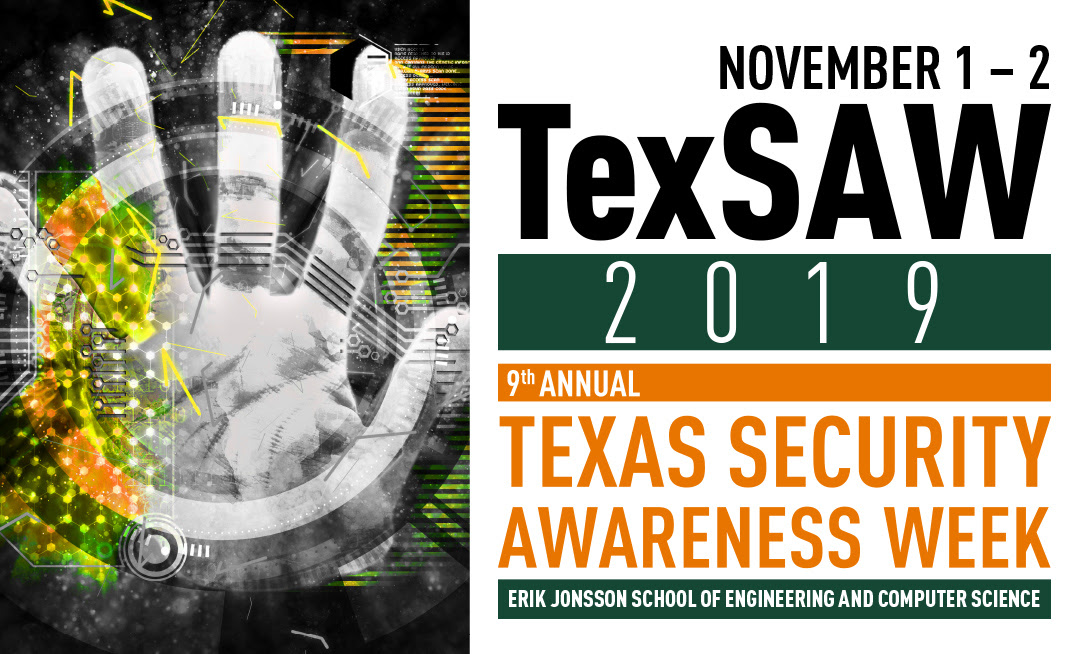 NOVEMBER 1 – 2
TexSAW
2019
9th ANNUAL
TEXAS SECURITY
AWARENESS WEEK
ERIK JONSSON SCHOOL OF ENGINEERING AND COMPUTER SCIENCE